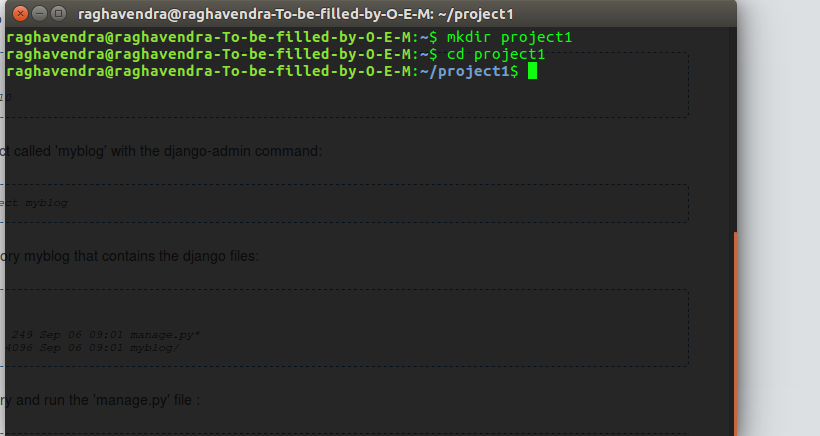 raghavendra@raghavendra-To-be-filled-by-O-E-M: ~/project1
raghavendra@raghavendra-To-be-filled-by-O-E-M:~$ mkdir project1
raghavendra@raghavendra-To-be-filled-by-O-E-M:~$ cd project1
raghavendra@raghavendra-To-be-filled-by-O-E-M:~/project1$
10
ct called 'myblog' with the django-admin command:
ect myblog
ory myblog that contains the django files:
249 Sep 06 09:01 manage.py*
4096 Sep 06 09:01 myblog/
ry and run the 'manage.py' file :